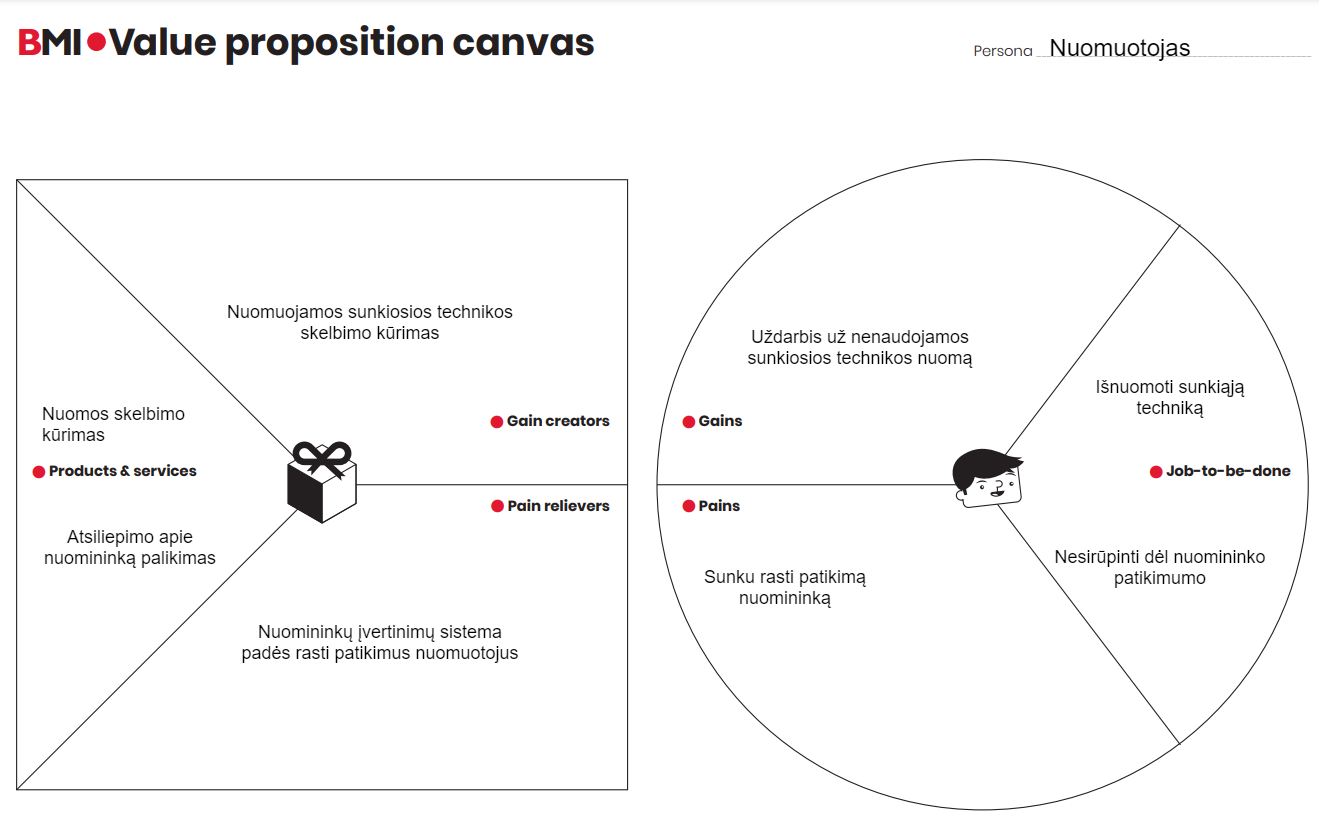 BMI Value proposition canvas
Persona Nuomuotojas
Nuomuojamos sunkiosios technikos
skelbimo kūrimas
Gain creators
Nuomos skelbimo
kūrimas
Products & services
Atsiliepimo apie
nuomininką palikimas
Pain relievers
Nuomininkų įvertinimų sistema
padės rasti patikimus nuomuotojus
Uždarbis už nenaudojamos
sunkiosios technikos nuomą
Gains
Išnuomoti sunkiąją
techniką
Job-to-be-done
Nesirūpinti dėl nuomininko
patikimumo
Pains
Sunku rasti patikimą
nuomininką